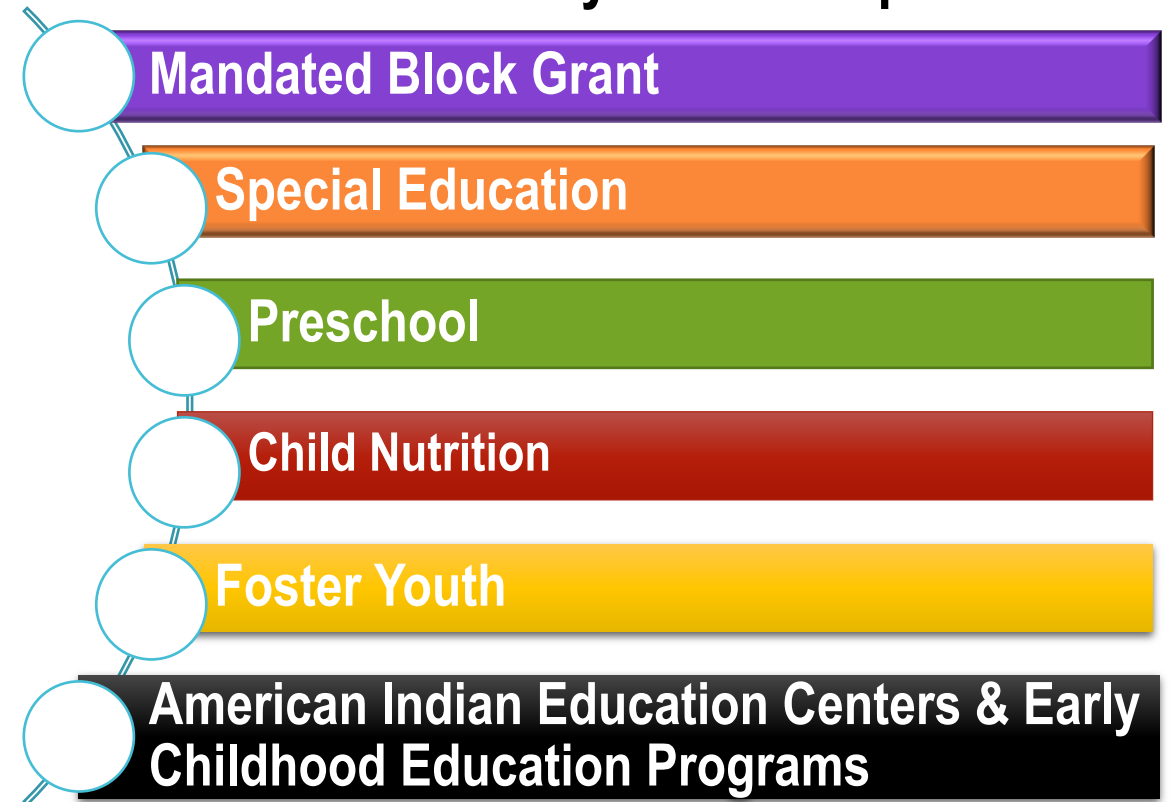 Mandated Block Grant
Special Education
Preschool
Child Nutrition
Foster Youth
American Indian Education Centers & Early
Childhood Education Programs